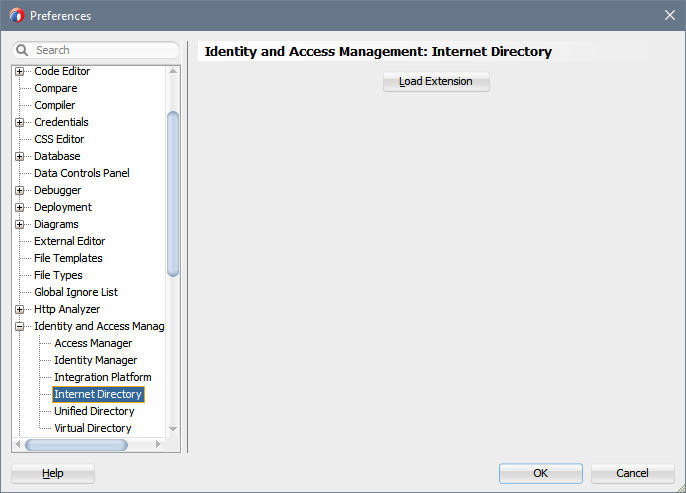 Preferences
Search
Code Editor
Compare
Compiler
Credentials
CSS Editor
Database
Data Controls Panel
Debugger
Deployment
Diagrams
External Editor
File Templates
File Types
Global Ignore List
Http Analyzer
Identity and Access Manag
Access Manager
Identity Manager
Integration Platform
Internet Directory
Unified Directory
Virtual Directory
Identity and Access Management: Internet Directory
Load Extension
Help
OK
Cancel